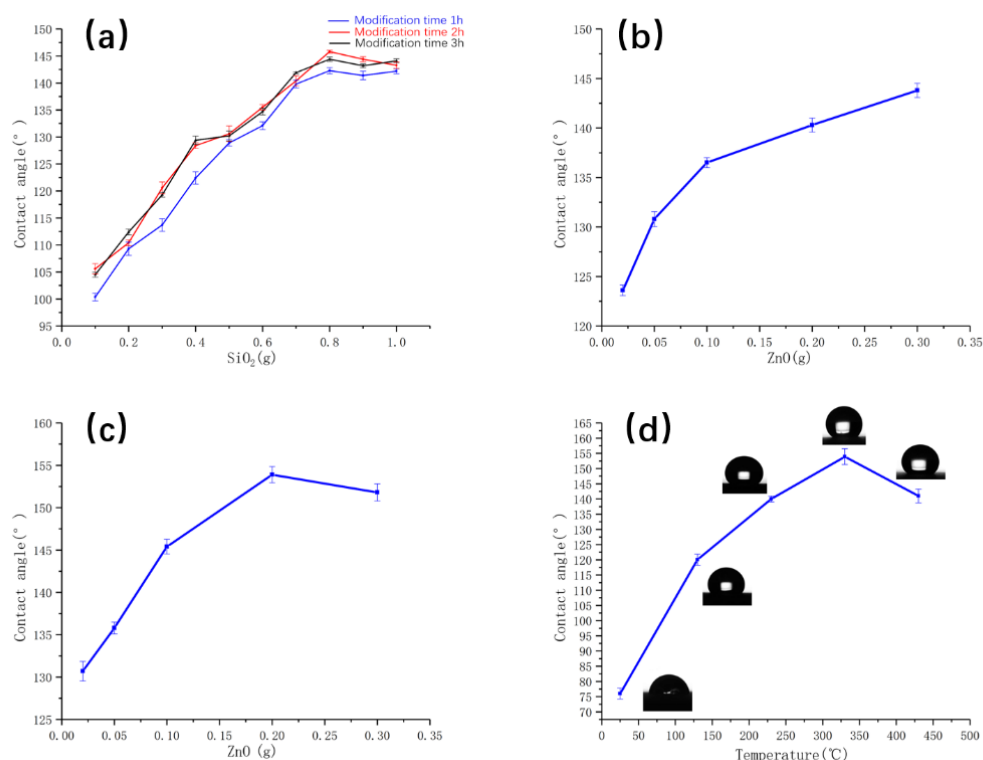 (a)
Modification time 1h
Modification time 2h
Modification time 3h
150
145
140
135
130
125
120
115
110
105
100
95
Contact angle(°)
0.0 0.2 0.4 0.6 0.8 1.0
SiO₂(g)
(b)
150
145
140
135
130
125
120
Contact angle(°)
0.00 0.05 0.10 0.15 0.20 0.25 0.30 0.35
ZnO(g)
(c)
160
155
150
145
140
135
130
125
Contact angle(°)
0.00 0.05 0.10 0.15 0.20 0.25 0.30 0.35
ZnO(g)
(d)
165
160
155
150
145
140
135
130
125
120
115
110
105
100
95
90
85
80
75
70
Contact angle(°)
0 50 100 150 200 250 300 350 400 450 500
Temperature(℃)